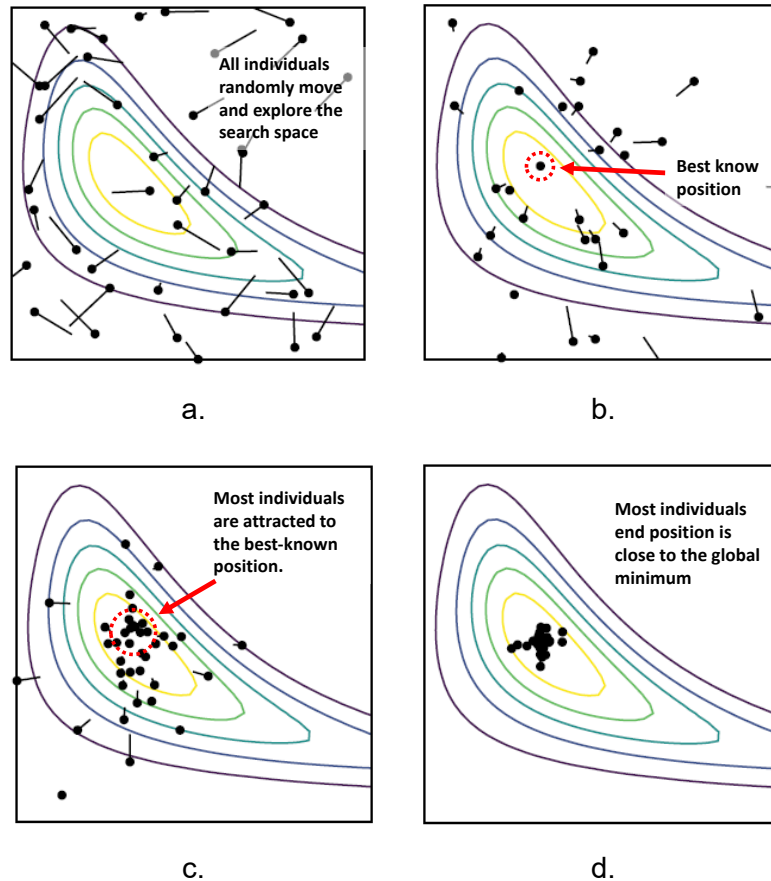 All individuals
randomly move
and explore the
search space
Best know
position
a.
b.
Most individuals
are attracted to
the best-known
position.
Most individuals
end position is
close to the global
minimum
c.
d.